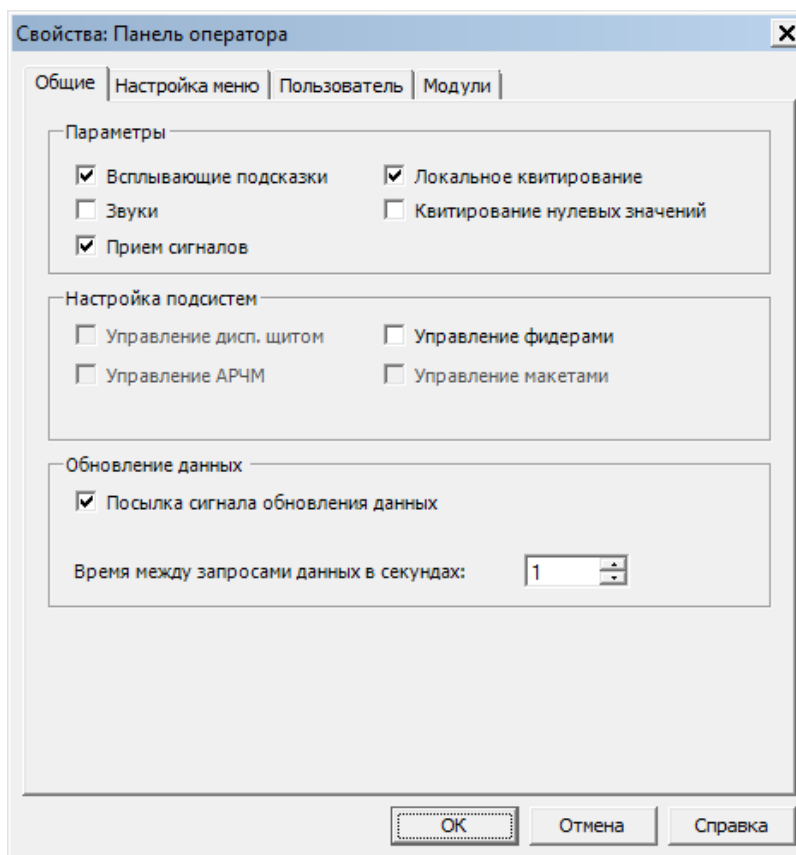 Свойства: Панель оператора
Общие Настройка меню Пользователь Модули
Параметры
Всплывающие подсказки Локальное квитирование
Звуки Квитирование нулевых значений
Прием сигналов
Настройка подсистем
Управление дисп. щитом Управление фидерами
Управление АРЧМ Управление макетами
Обновление данных
Посылка сигнала обновления данных
Время между запросами данных в секундах: 1
OK Отмена Справка